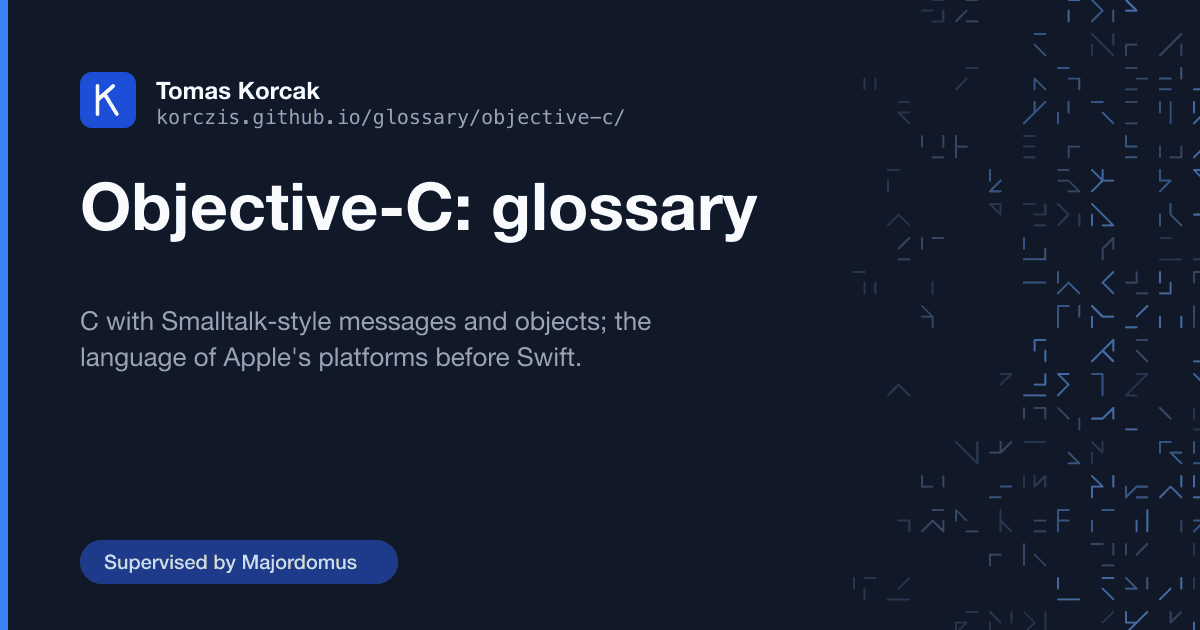 K
Tomas Korcak
korczis.github.io/glossary/objective-c/
Objective-C: glossary
C with Smalltalk-style messages and objects; the
language of Apple's platforms before Swift.
Supervised by Majordomus